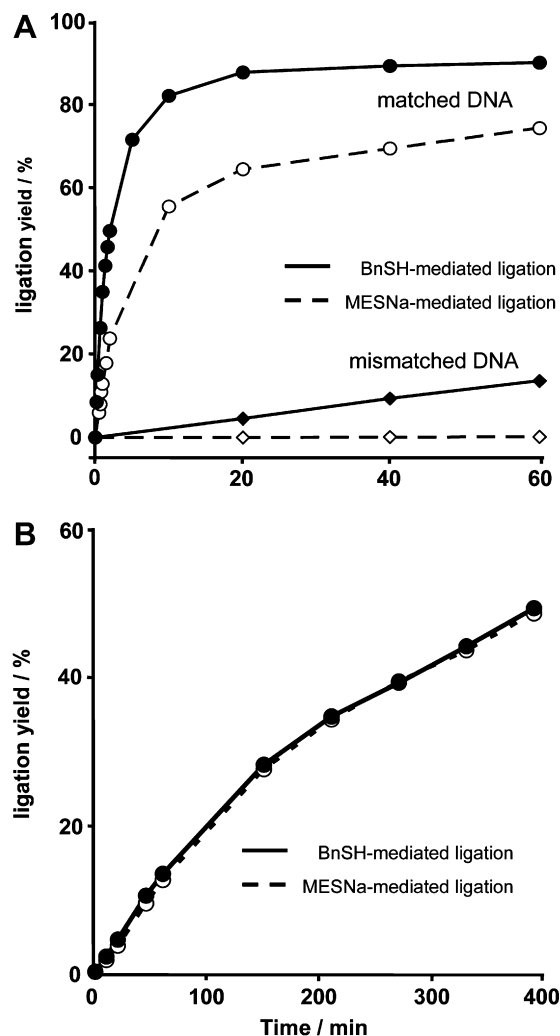 A
100
80
60
40
20
0
ligation yield / %
matched DNA
BnSH-mediated ligation
MESNa-mediated ligation
mismatched DNA
0 20 40 60
B
60
40
20
0
ligation yield / %
BnSH-mediated ligation
MESNa-mediated ligation
0 100 200 300 400
Time / min